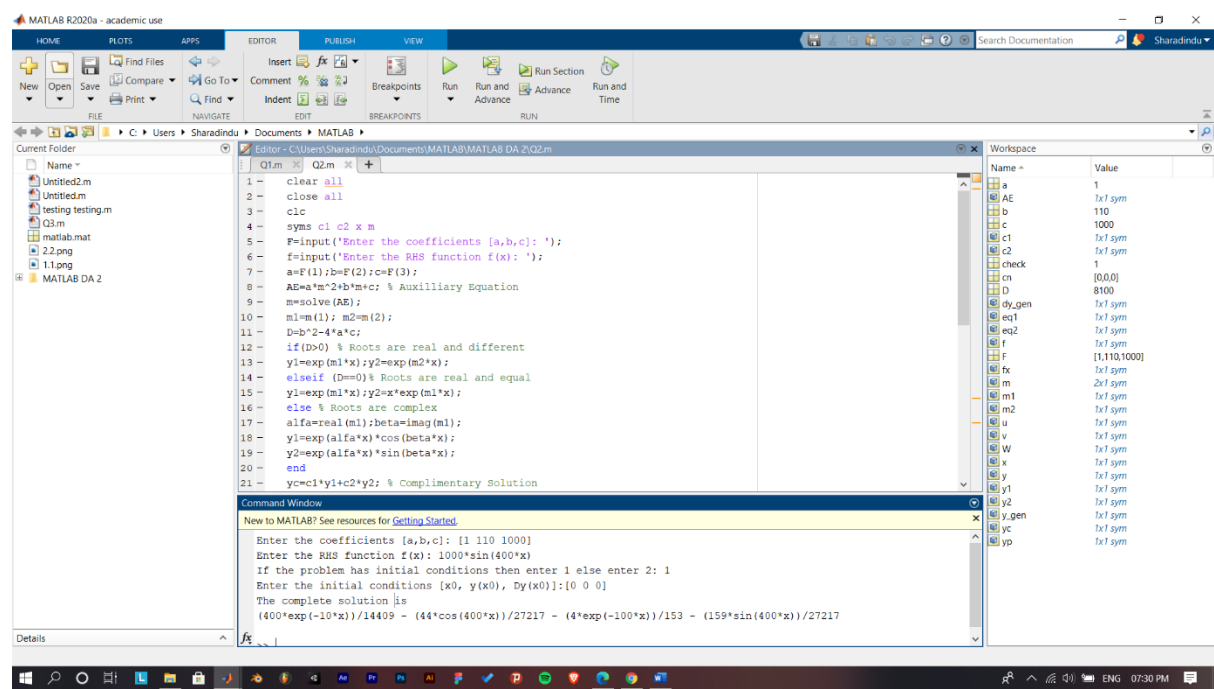 MATLAB R2020a - academic use
HOME PLOTS APPS EDITOR PUBLISH VIEW Search Documentation Sharadindu
New Open Save Find Files Compare Print Go To Find Insert fx Comment % Indent Breakpoints Run Run and Advance Run Section Advance Run and Time
FILE NAVIGATE EDIT BREAKPOINTS RUN
C: Users Sharadindu Documents MATLAB
Current Folder
Name
Untitled2.m
Untitled.m
testing testing.m
Q3.m
matlab.mat
2.2.png
1.1.png
MATLAB DA 2
Details
Editor - C:\Users\Sharadindu\Documents\MATLAB\MATLAB DA 2\Q2.m
Q1.m Q2.m +
1 - clear all
2 - close all
3 - clc
4 - syms c1 c2 x m
5 - F=input('Enter the coefficients [a,b,c]: ');
6 - f=input('Enter the RHS function f(x): ');
7 - a=F(1);b=F(2);c=F(3);
8 - AE=a*m^2+b*m+c; % Auxilliary Equation
9 - m=solve(AE);
10 - m1=m(1); m2=m(2);
11 - D=b^2-4*a*c;
12 - if(D>0) % Roots are real and different
13 - y1=exp(m1*x);y2=exp(m2*x);
14 - elseif (D==0)% Roots are real and equal
15 - y1=exp(m1*x);y2=x*exp(m1*x);
16 - else % Roots are complex
17 - alfa=real(m1);beta=imag(m1);
18 - y1=exp(alfa*x)*cos(beta*x);
19 - y2=exp(alfa*x)*sin(beta*x);
20 - end
21 - yc=c1*y1+c2*y2; % Complimentary Solution
Command Window
New to MATLAB? See resources for Getting Started.
Enter the coefficients [a,b,c]: [1 110 1000]
Enter the RHS function f(x): 1000*sin(400*x)
If the problem has initial conditions then enter 1 else enter 2: 1
Enter the initial conditions [x0, y(x0), Dy(x0)]:[0 0 0]
The complete solution is
(400*exp(-10*x))/14409 - (44*cos(400*x))/27217 - (4*exp(-100*x))/153 - (159*sin(400*x))/27217
fx >>
Workspace
Name Value
a 1
AE 1x1 sym
b 110
c 1000
c1 1x1 sym
c2 1x1 sym
check 1
cn [0,0,0]
D 8100
dy_gen 1x1 sym
eq1 1x1 sym
eq2 1x1 sym
f 1x1 sym
F [1,110,1000]
fx 1x1 sym
m 2x1 sym
m1 1x1 sym
m2 1x1 sym
u 1x1 sym
v 1x1 sym
W 1x1 sym
x 1x1 sym
y 1x1 sym
y1 1x1 sym
y2 1x1 sym
y_gen 1x1 sym
yc 1x1 sym
yp 1x1 sym
L Ae Pr Ps Ai ENG 07:30 PM